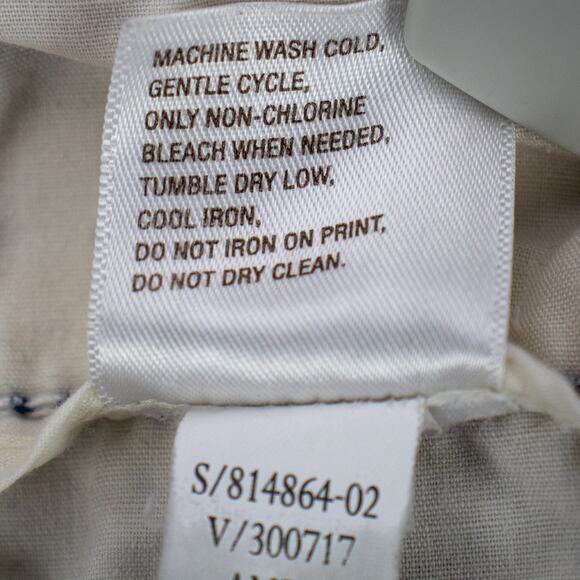 MACHINE WASH COLD,
GENTLE CYCLE,
ONLY NON-CHLORINE
BLEACH WHEN NEEDED,
TUMBLE DRY LOW,
COOL IRON,
DO NOT IRON ON PRINT,
DO NOT DRY CLEAN.
S/814864-02
V/300717